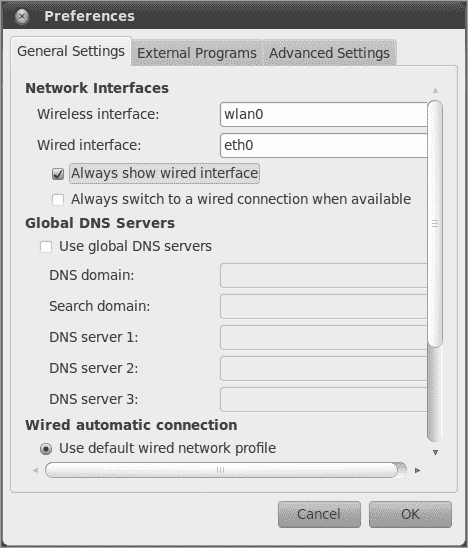 Preferences
General Settings External Programs Advanced Settings
Network Interfaces
Wireless interface: wlan0
Wired interface: eth0
Always show wired interface
Always switch to a wired connection when available
Global DNS Servers
Use global DNS servers
DNS domain:
Search domain:
DNS server 1:
DNS server 2:
DNS server 3:
Wired automatic connection
Use default wired network profile
Cancel OK